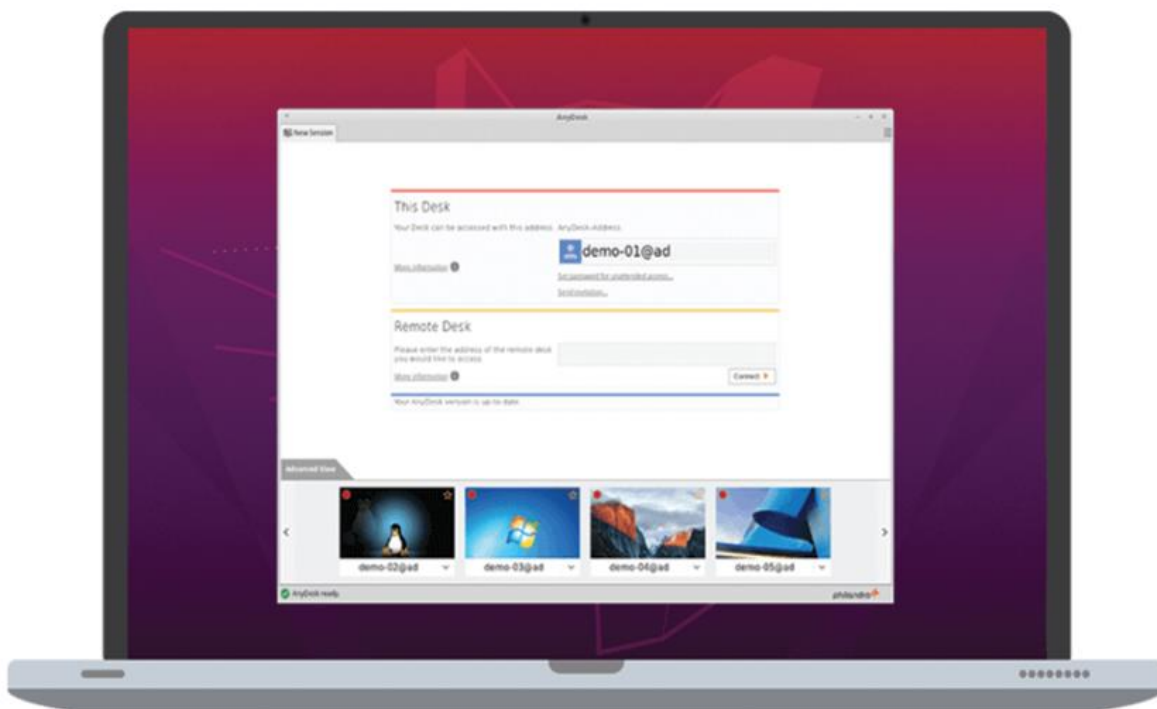 AnyDesk
New Session
This Desk
Your Desk can be accessed with this address.
AnyDesk-Address
demo-01@ad
More information
Set password for unattended access...
Send invitation...
Remote Desk
Please enter the address of the remote desk
you would like to access.
More information
Connect
Your AnyDesk version is up to date.
Advanced View
demo-02@ad
demo-03@ad
demo-04@ad
demo-05@ad
AnyDesk ready.
philandro